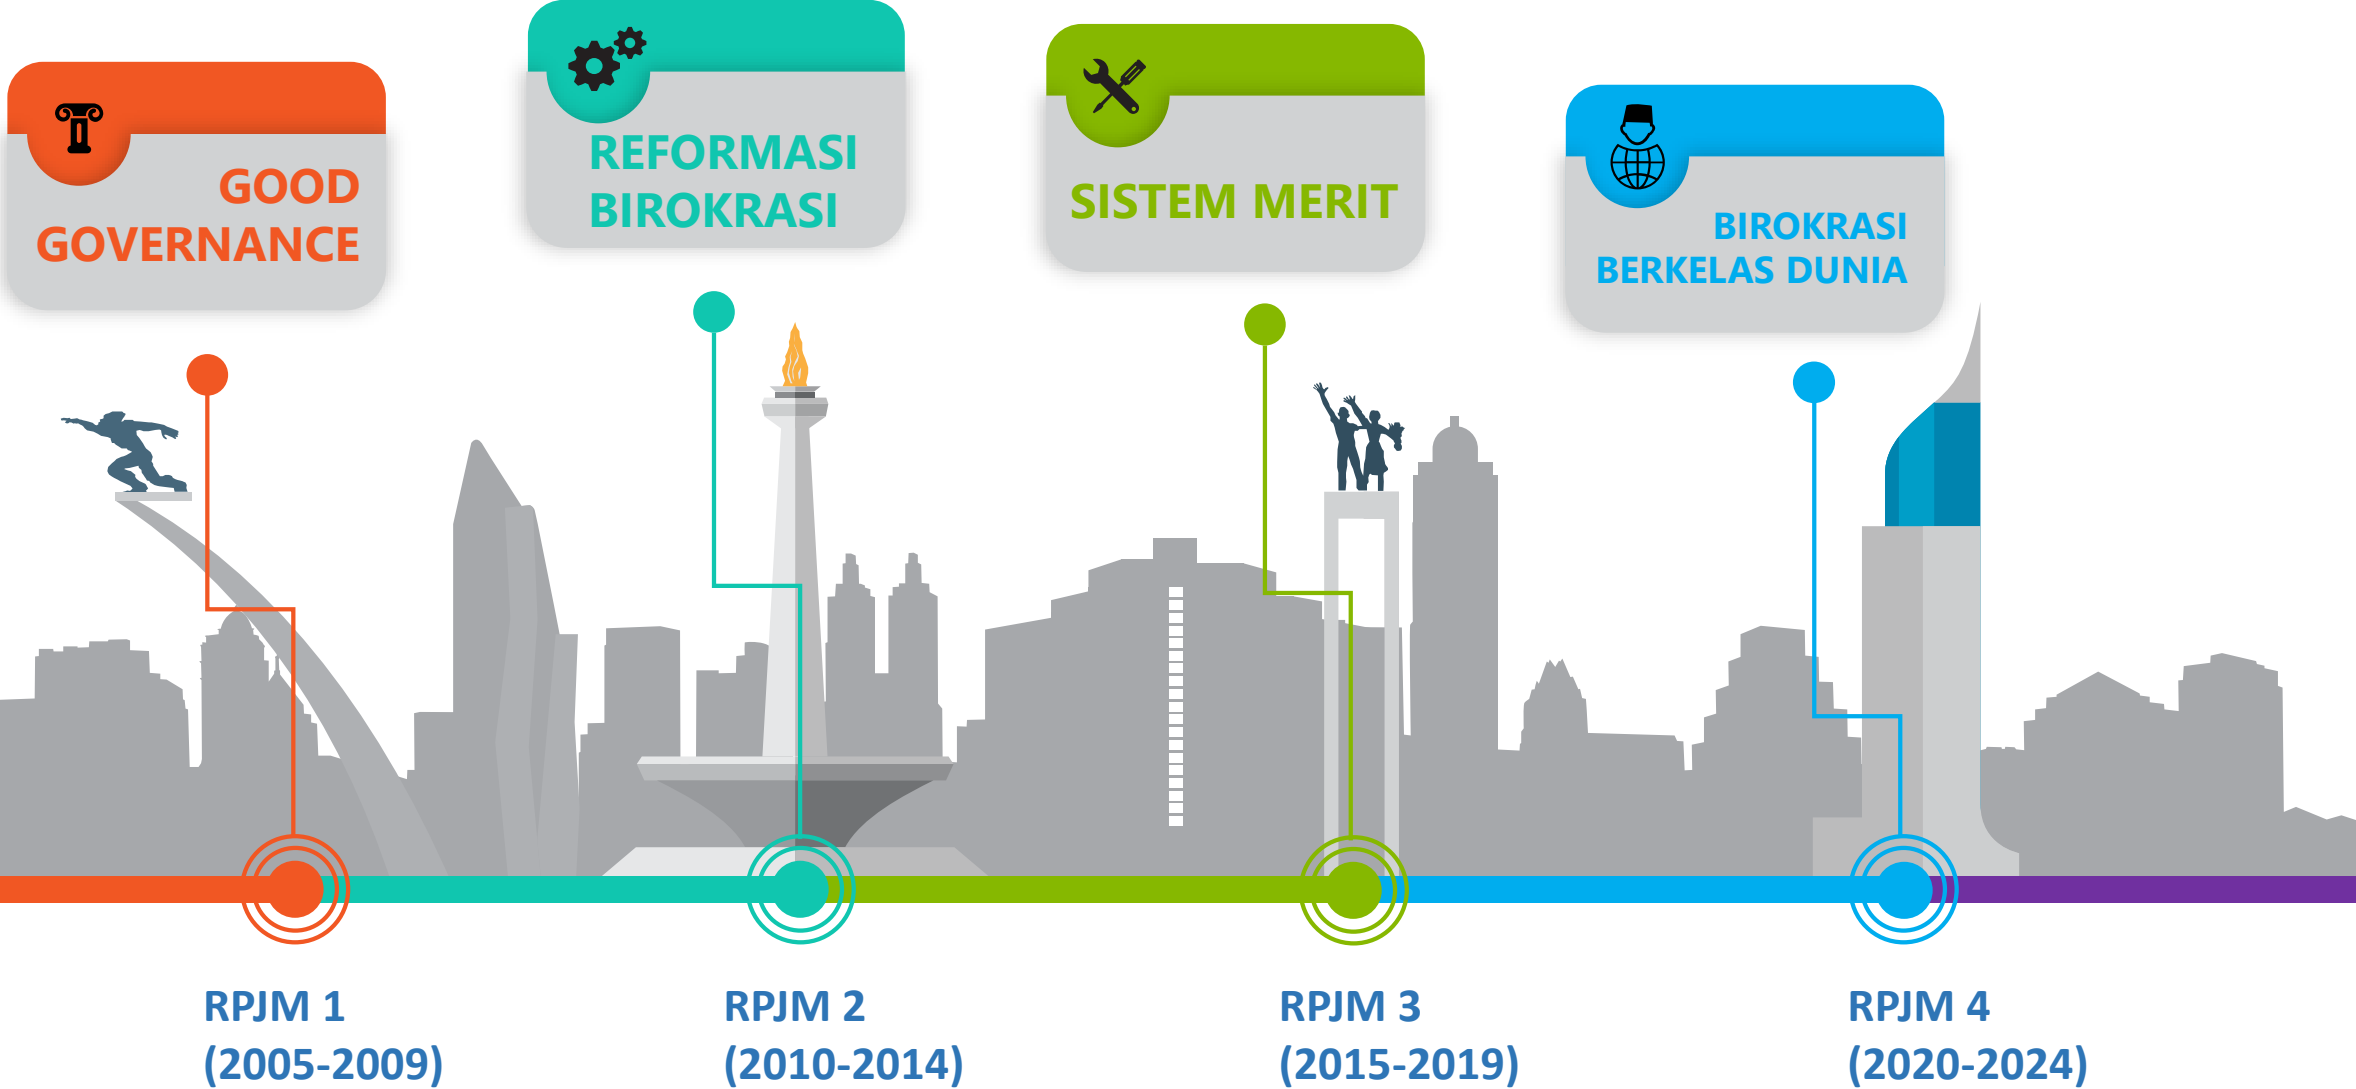 GOOD
GOVERNANCE
REFORMASI
BIROKRASI
SISTEM MERIT
BIROKRASI
BERKELAS DUNIA
RPJM 1
(2005-2009)
RPJM 2
(2010-2014)
RPJM 3
(2015-2019)
RPJM 4
(2020-2024)